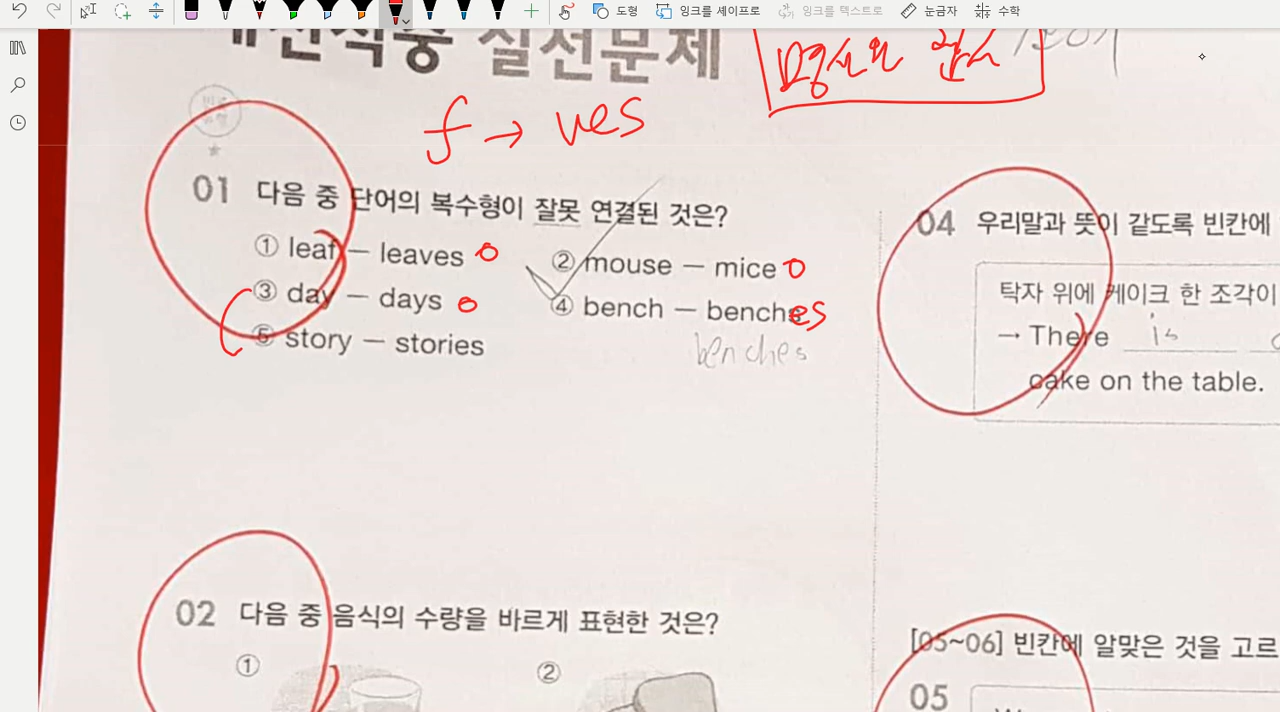 도형 잉크를 셰이프로 잉크를 텍스트로 눈금자 수학
실전문제
명사와 관사
f → ves
01 다음 중 단어의 복수형이 잘못 연결된 것은?
① leaf — leaves
② mouse — mice
③ day — days
④ bench — benches
⑤ story — stories
benches
02 다음 중 음식의 수량을 바르게 표현한 것은?
①
②
04 우리말과 뜻이 같도록 빈칸에
탁자 위에 케이크 한 조각이
→ There is
cake on the table.
[05~06] 빈칸에 알맞은 것을 고르
05